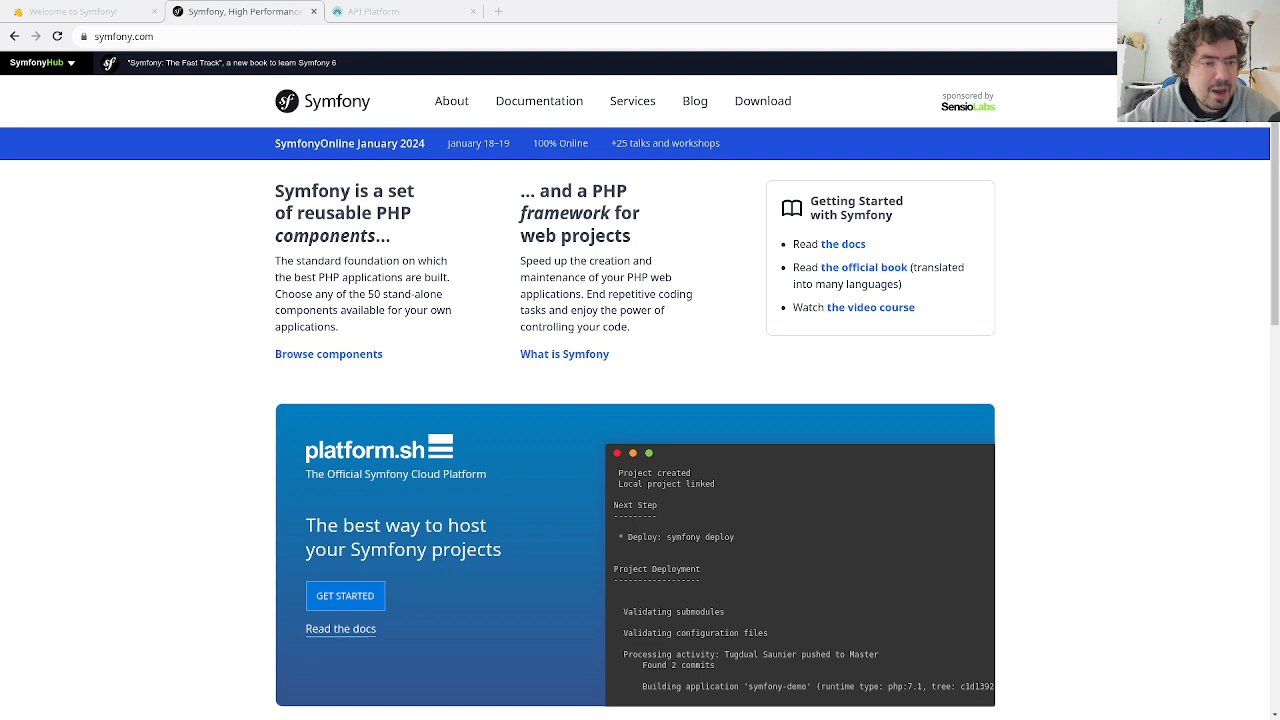 Welcome to Symfony!
Symfony, High Performance
API Platform
symfony.com
SymfonyHub
"Symfony: The Fast Track", a new book to learn Symfony 6
Symfony
About
Documentation
Services
Blog
Download
sponsored by
SensioLabs
SymfonyOnline January 2024
January 18–19
100% Online
+25 talks and workshops
Symfony is a set
of reusable PHP
components...
The standard foundation on which
the best PHP applications are built.
Choose any of the 50 stand-alone
components available for your own
applications.
Browse components
... and a PHP
framework for
web projects
Speed up the creation and
maintenance of your PHP web
applications. End repetitive coding
tasks and enjoy the power of
controlling your code.
What is Symfony
Getting Started
with Symfony
Read the docs
Read the official book (translated
into many languages)
Watch the video course
platform.sh
The Official Symfony Cloud Platform
The best way to host
your Symfony projects
GET STARTED
Read the docs
Project created
Local project linked
Next Step
---------
* Deploy: symfony deploy
Project Deployment
------------------
Validating submodules
Validating configuration files
Processing activity: Tugdual Saunier pushed to Master
Found 2 commits
Building application 'symfony-demo' (runtime type: php:7.1, tree: c1d1392